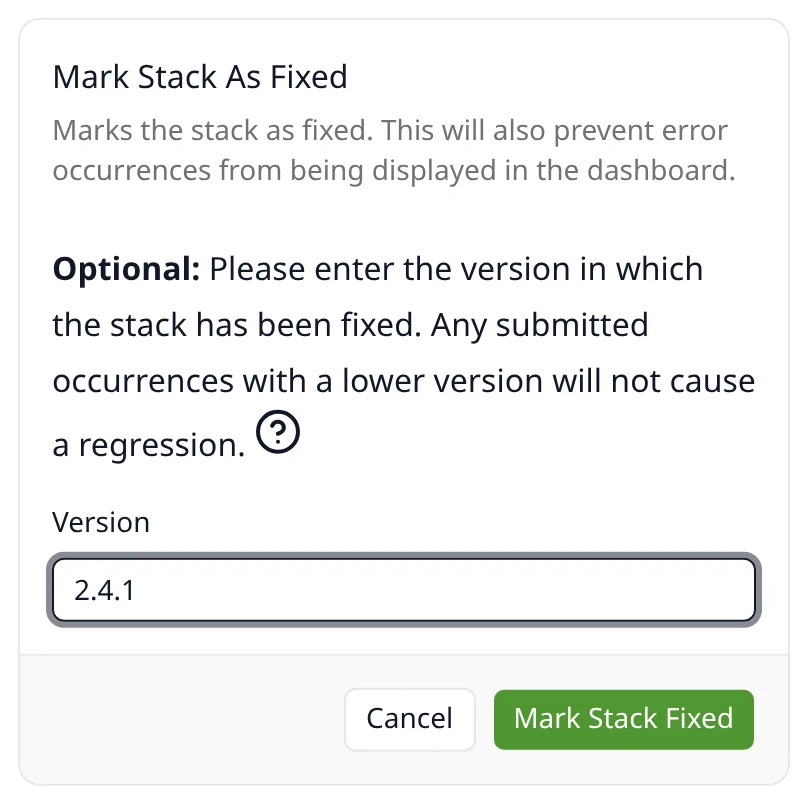 Mark Stack As Fixed
Marks the stack as fixed. This will also prevent error
occurrences from being displayed in the dashboard.
Optional: Please enter the version in which
the stack has been fixed. Any submitted
occurrences with a lower version will not cause
a regression. ?
Version
2.4.1
Cancel
Mark Stack Fixed